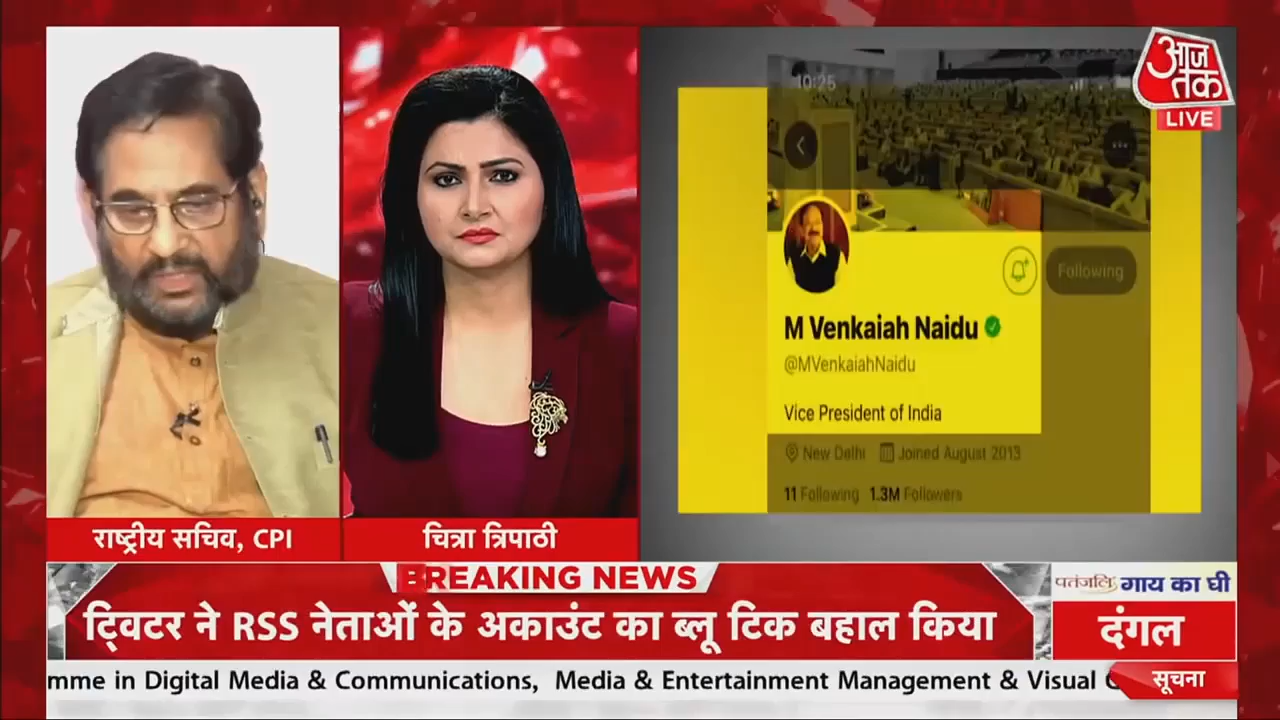 आज
तक
LIVE
10:25
Following
M Venkaiah Naidu
@MVenkaiahNaidu
Vice President of India
New Delhi Joined August 2013
11 Following 1.3M Followers
राष्ट्रीय सचिव, CPI
चित्रा त्रिपाठी
BREAKING NEWS
ट्विटर ने RSS नेताओं के अकाउंट का ब्लू टिक बहाल किया
पतंजलि गाय का घी
दंगल
mme in Digital Media & Communications, Media & Entertainment Management & Visual C
सूचना